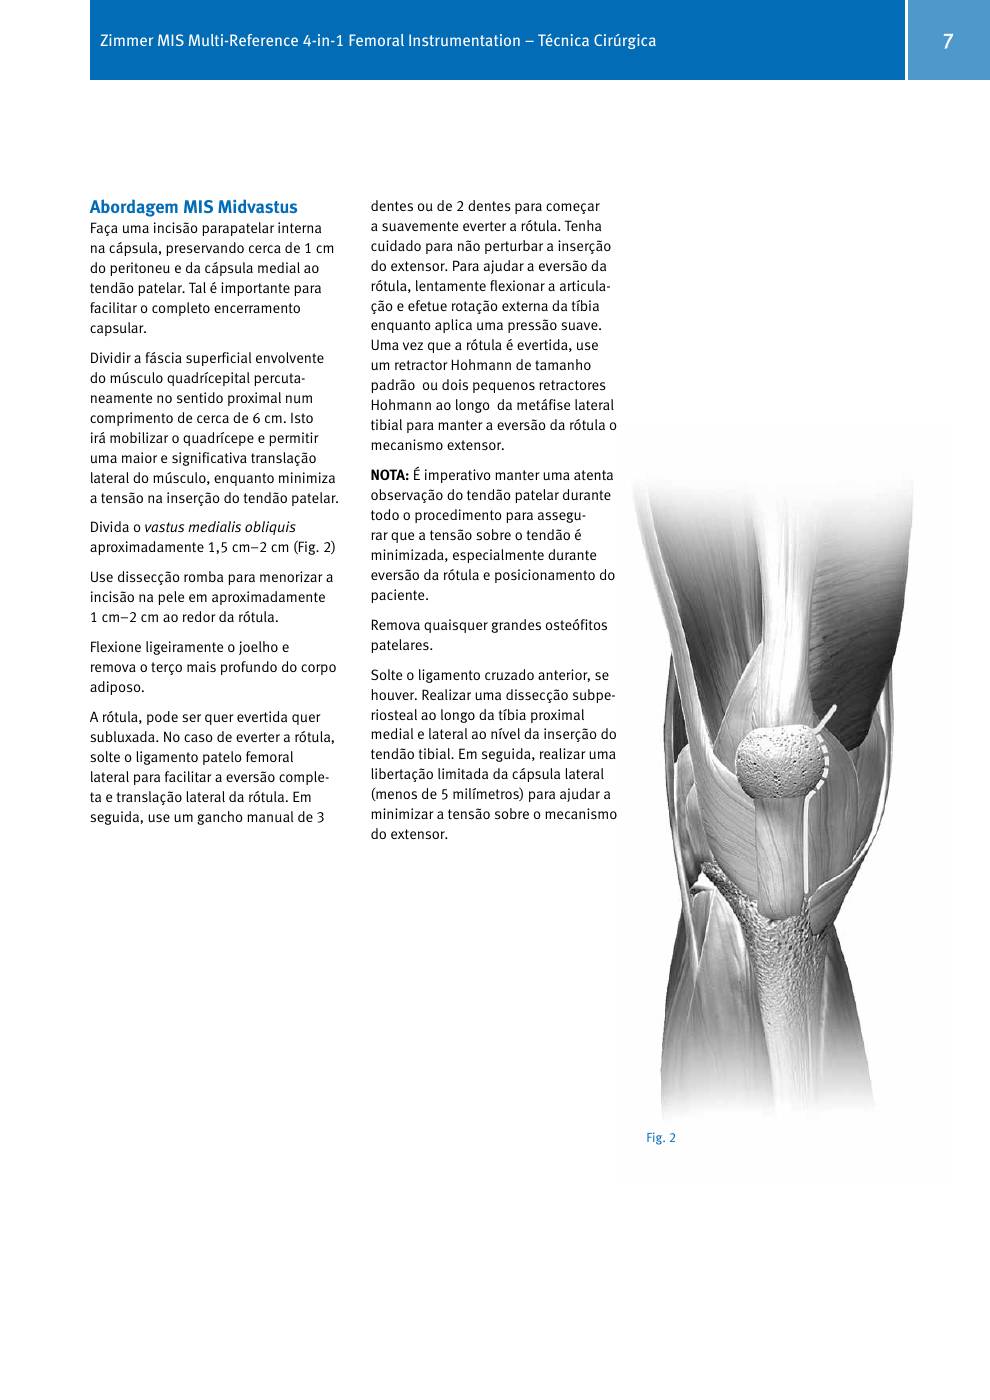 Zimmer MIS Multi-Reference 4-in-1 Femoral Instrumentation – Técnica Cirúrgica
7
Abordagem MIS Midvastus
Faça uma incisão parapatelar interna
na cápsula, preservando cerca de 1 cm
do peritoneu e da cápsula medial ao
tendão patelar. Tal é importante para
facilitar o completo encerramento
capsular.
Dividir a fáscia superficial envolvente
do músculo quadrícepital percuta-
neamente no sentido proximal num
comprimento de cerca de 6 cm. Isto
irá mobilizar o quadrícepe e permitir
uma maior e significativa translação
lateral do músculo, enquanto minimiza
a tensão na inserção do tendão patelar.
Divida o vastus medialis obliquis
aproximadamente 1,5 cm–2 cm (Fig. 2)
Use dissecção romba para menorizar a
incisão na pele em aproximadamente
1 cm–2 cm ao redor da rótula.
Flexione ligeiramente o joelho e
remova o terço mais profundo do corpo
adiposo.
A rótula, pode ser quer evertida quer
subluxada. No caso de everter a rótula,
solte o ligamento patelo femoral
lateral para facilitar a eversão comple-
ta e translação lateral da rótula. Em
seguida, use um gancho manual de 3
dentes ou de 2 dentes para começar
a suavemente everter a rótula. Tenha
cuidado para não perturbar a inserção
do extensor. Para ajudar a eversão da
rótula, lentamente flexionar a articula-
ção e efetue rotação externa da tíbia
enquanto aplica uma pressão suave.
Uma vez que a rótula é evertida, use
um retractor Hohmann de tamanho
padrão  ou dois pequenos retractores
Hohmann ao longo  da metáfise lateral
tibial para manter a eversão da rótula o
mecanismo extensor.
NOTA: É imperativo manter uma atenta
observação do tendão patelar durante
todo o procedimento para assegu-
rar que a tensão sobre o tendão é
minimizada, especialmente durante
eversão da rótula e posicionamento do
paciente.
Remova quaisquer grandes osteófitos
patelares.
Solte o ligamento cruzado anterior, se
houver. Realizar uma dissecção subpe-
riosteal ao longo da tíbia proximal
medial e lateral ao nível da inserção do
tendão tibial. Em seguida, realizar uma
libertação limitada da cápsula lateral
(menos de 5 milímetros) para ajudar a
minimizar a tensão sobre o mecanismo
do extensor.
Fig. 2